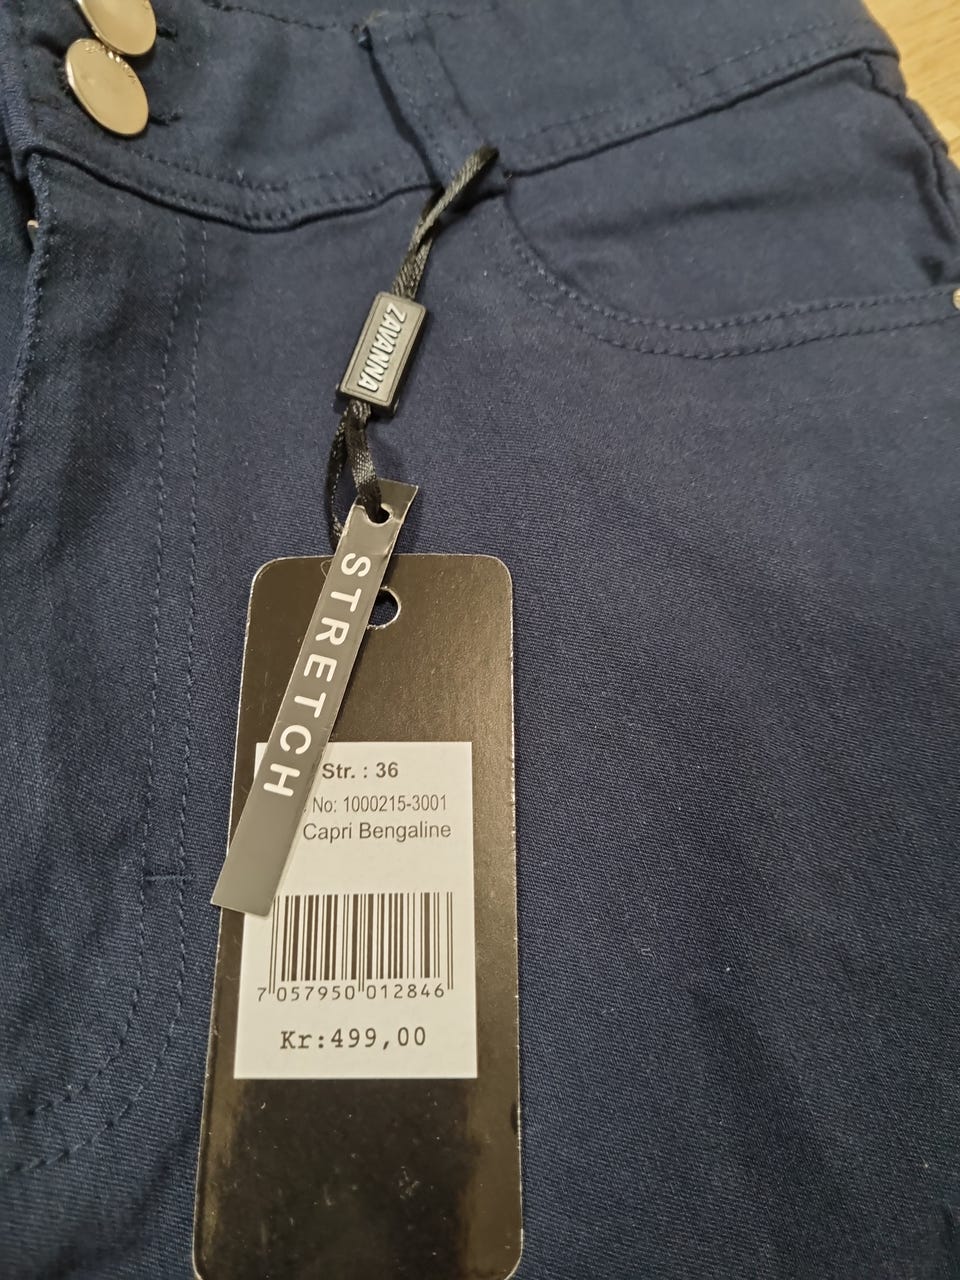 ZAVANNA
STRETCH
Str. : 36
No: 1000215-3001
Capri Bengaline
7 057950 012846
Kr:499,00